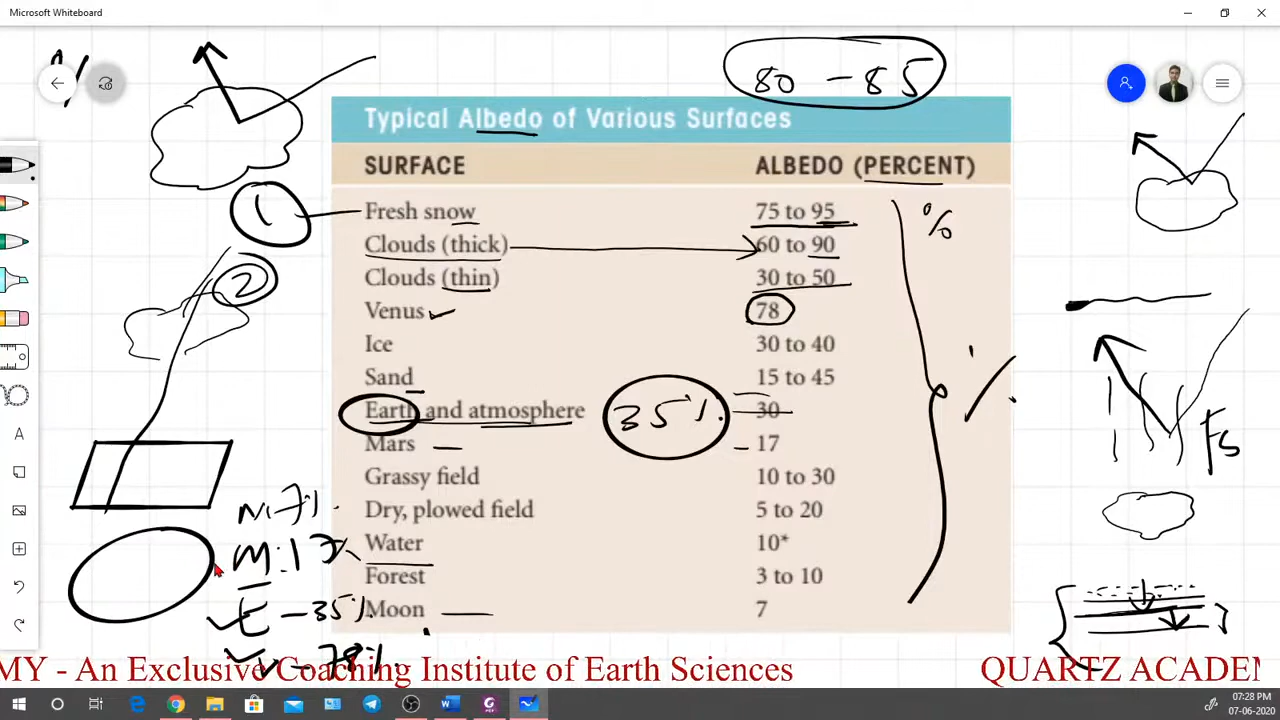 Microsoft Whiteboard
80 - 85
Typical Albedo of Various Surfaces
SURFACE ALBEDO (PERCENT)
1 Fresh snow 75 to 95 %
Clouds (thick) 60 to 90
2 Clouds (thin) 30 to 50
Venus 78
Ice 30 to 40
Sand 15 to 45
Earth and atmosphere 35% 30
Mars 17
Fs
Grassy field 10 to 30
M-7%
Dry, plowed field 5 to 20
Water 10*
Forest 3 to 10
E-35%
Moon 7
V-78%
MY - An Exclusive Coaching Institute of Earth Sciences QUARTZ ACADEM
07:28 PM
07-06-2020